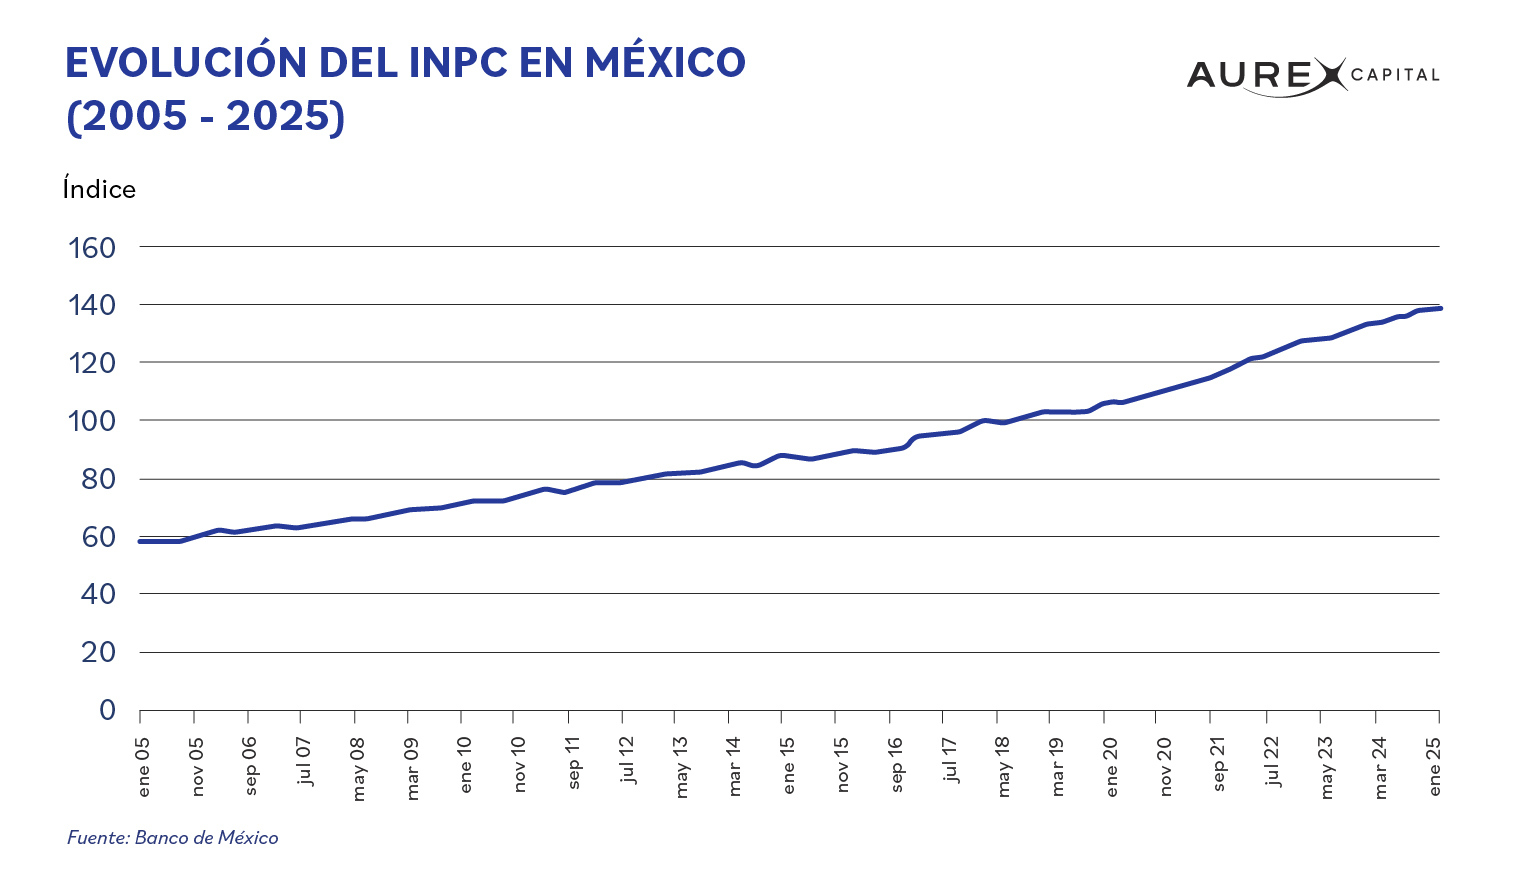 EVOLUCIÓN DEL INPC EN MÉXICO
(2005 - 2025)
AUREX CAPITAL
Índice
160
140
120
100
80
60
40
20
0
ene 05
nov 05
sep 06
jul 07
may 08
mar 09
ene 10
nov 10
sep 11
jul 12
may 13
mar 14
ene 15
nov 15
sep 16
jul 17
may 18
mar 19
ene 20
nov 20
sep 21
jul 22
may 23
mar 24
ene 25
Fuente: Banco de México